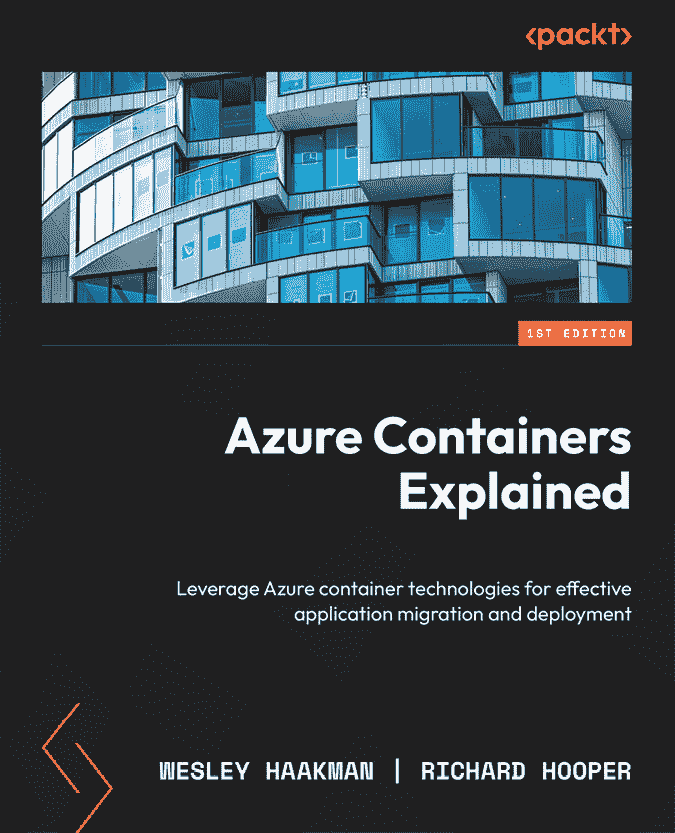 <packt>
1ST EDITION
Azure Containers
Explained
Leverage Azure container technologies for effective
application migration and deployment
WESLEY HAAKMAN | RICHARD HOOPER